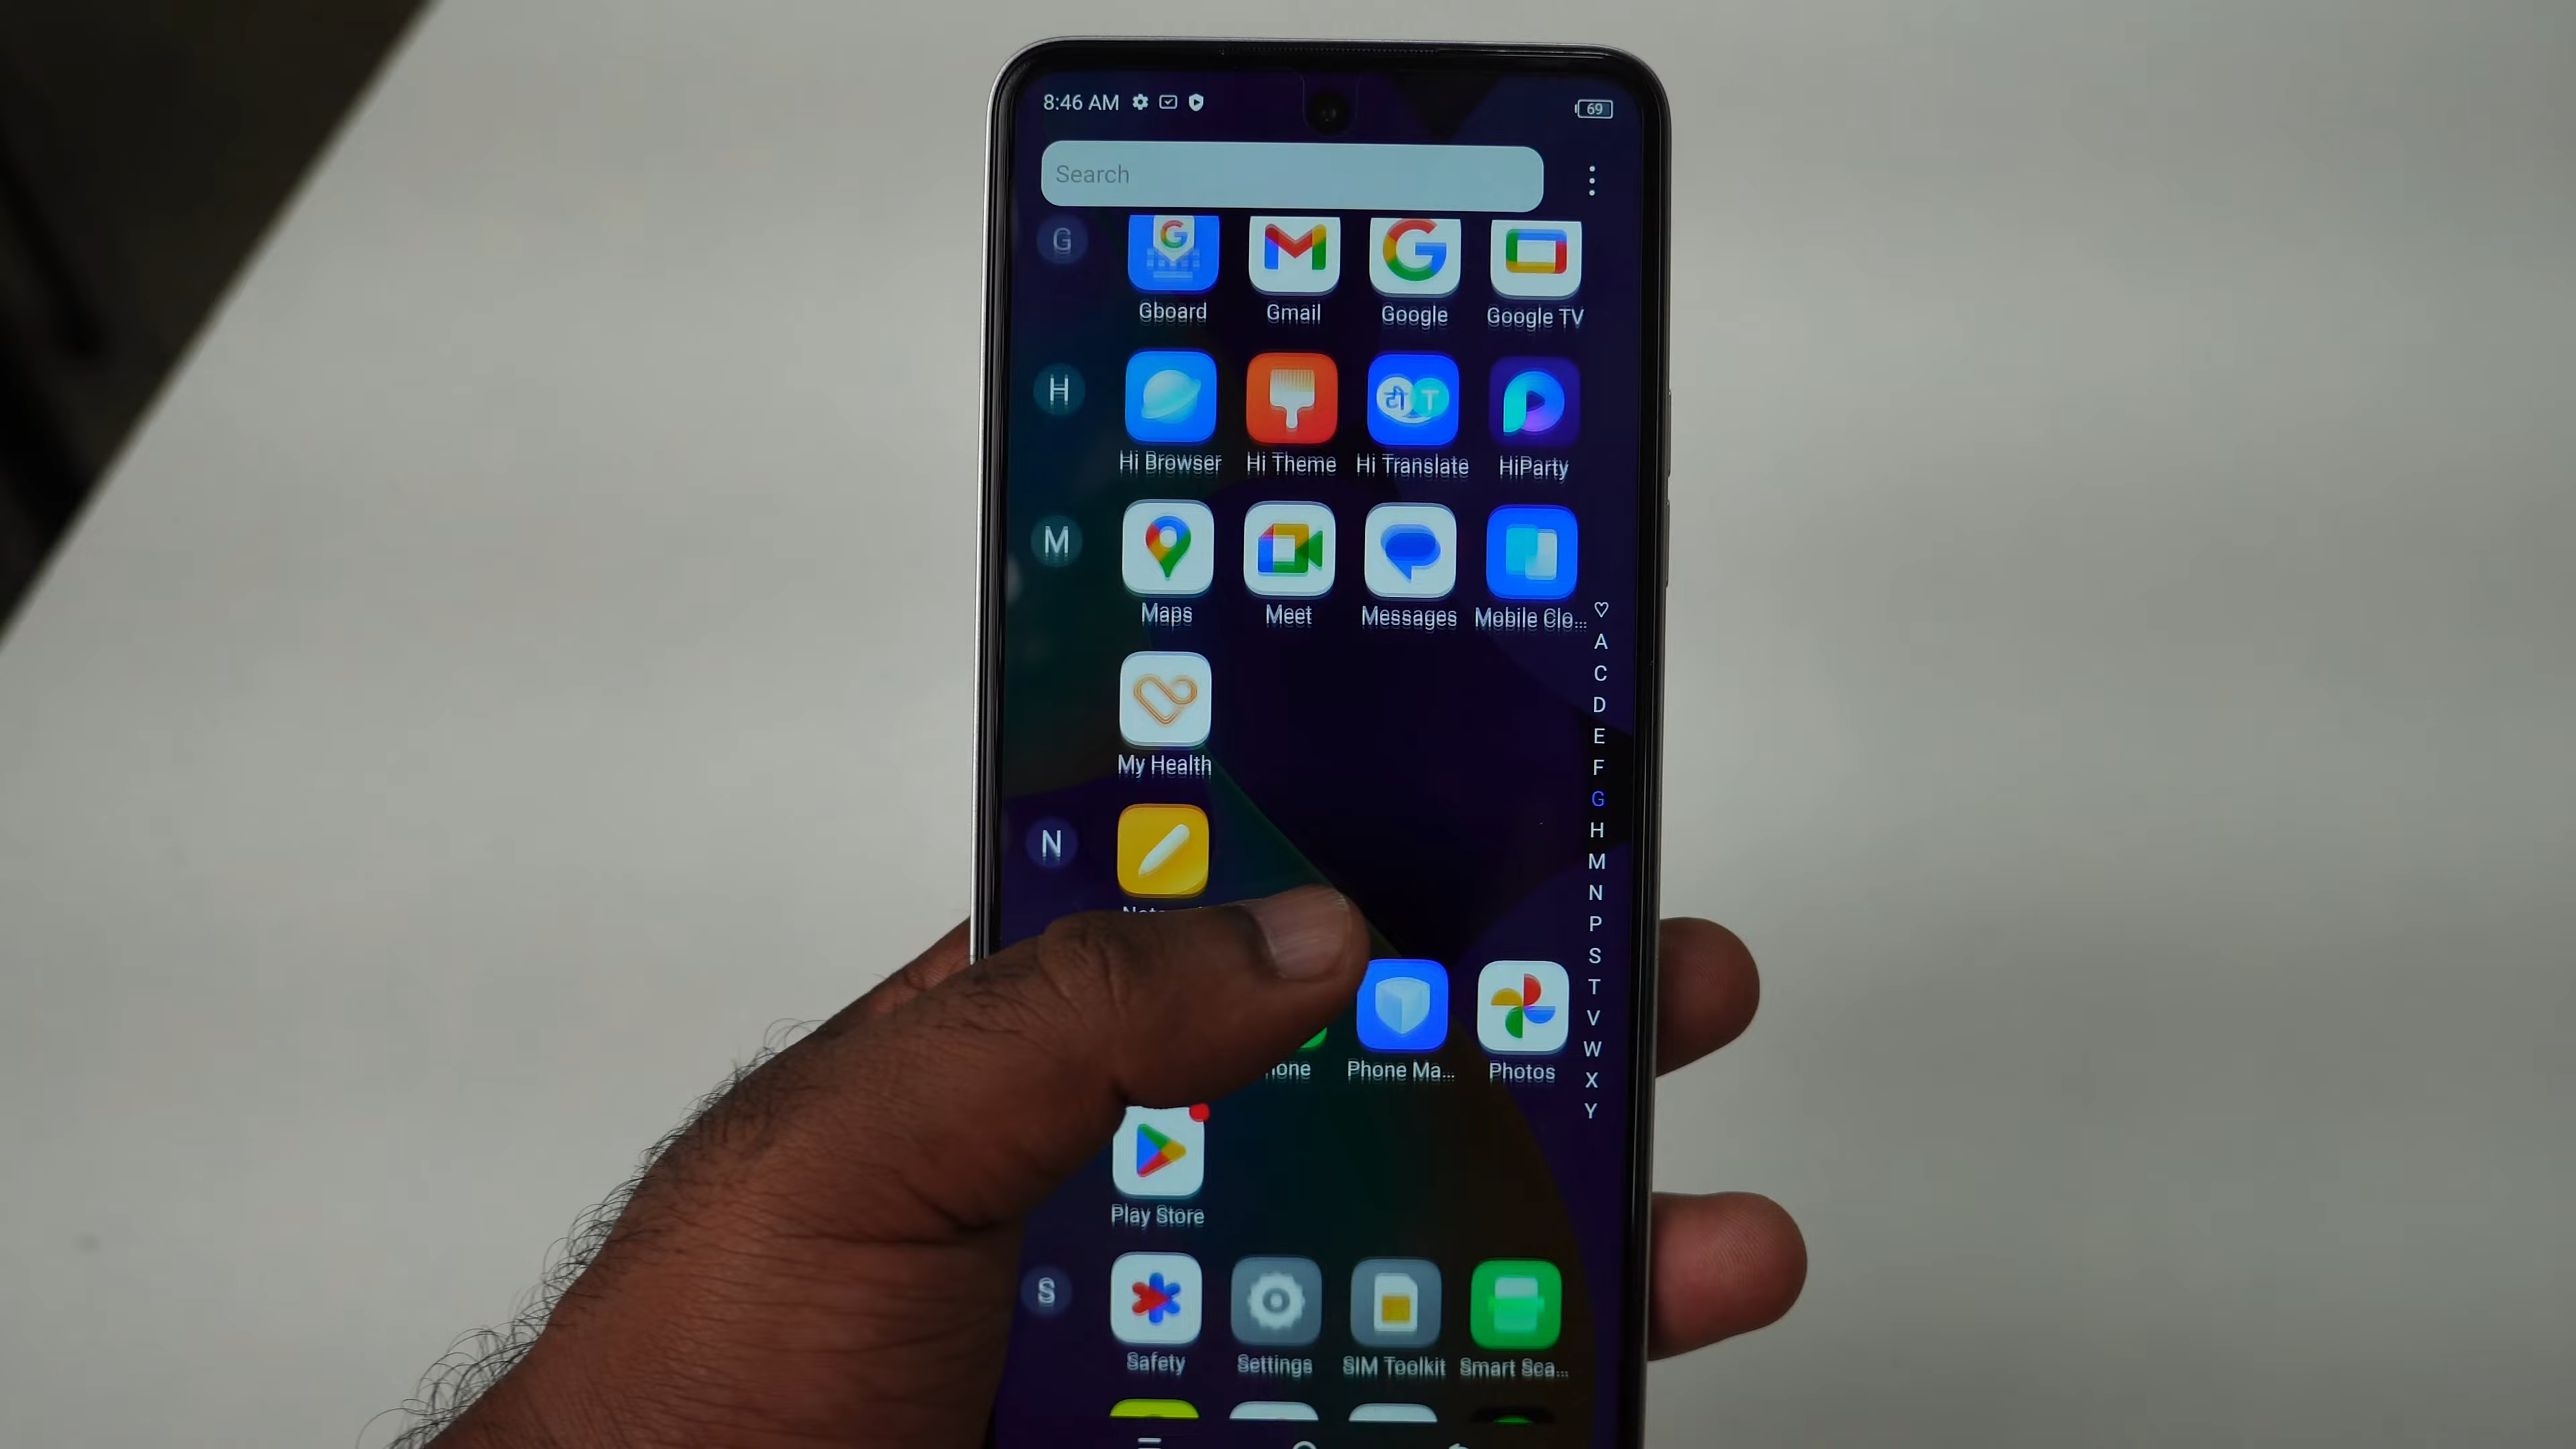 8:46 AM 69
Search
G
Gboard Gmail Google Google TV
H
टी T
Hi Browser Hi Theme Hi Translate HiParty
M
Maps Meet Messages Mobile Clo...
My Health
N
Phone Ma... Photos
Play Store
S
Safety Settings SIM Toolkit Smart Sca...
A
C
D
E
F
G
H
M
N
P
S
T
V
W
X
Y